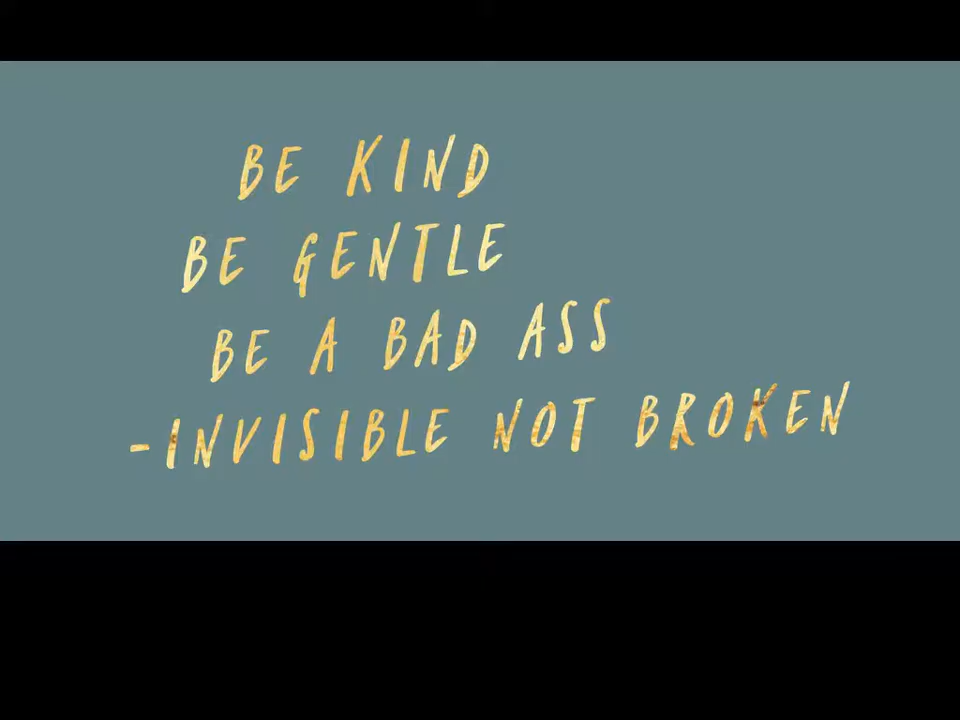 BE KIND
BE GENTLE
BE A BAD ASS
-INVISIBLE NOT BROKEN